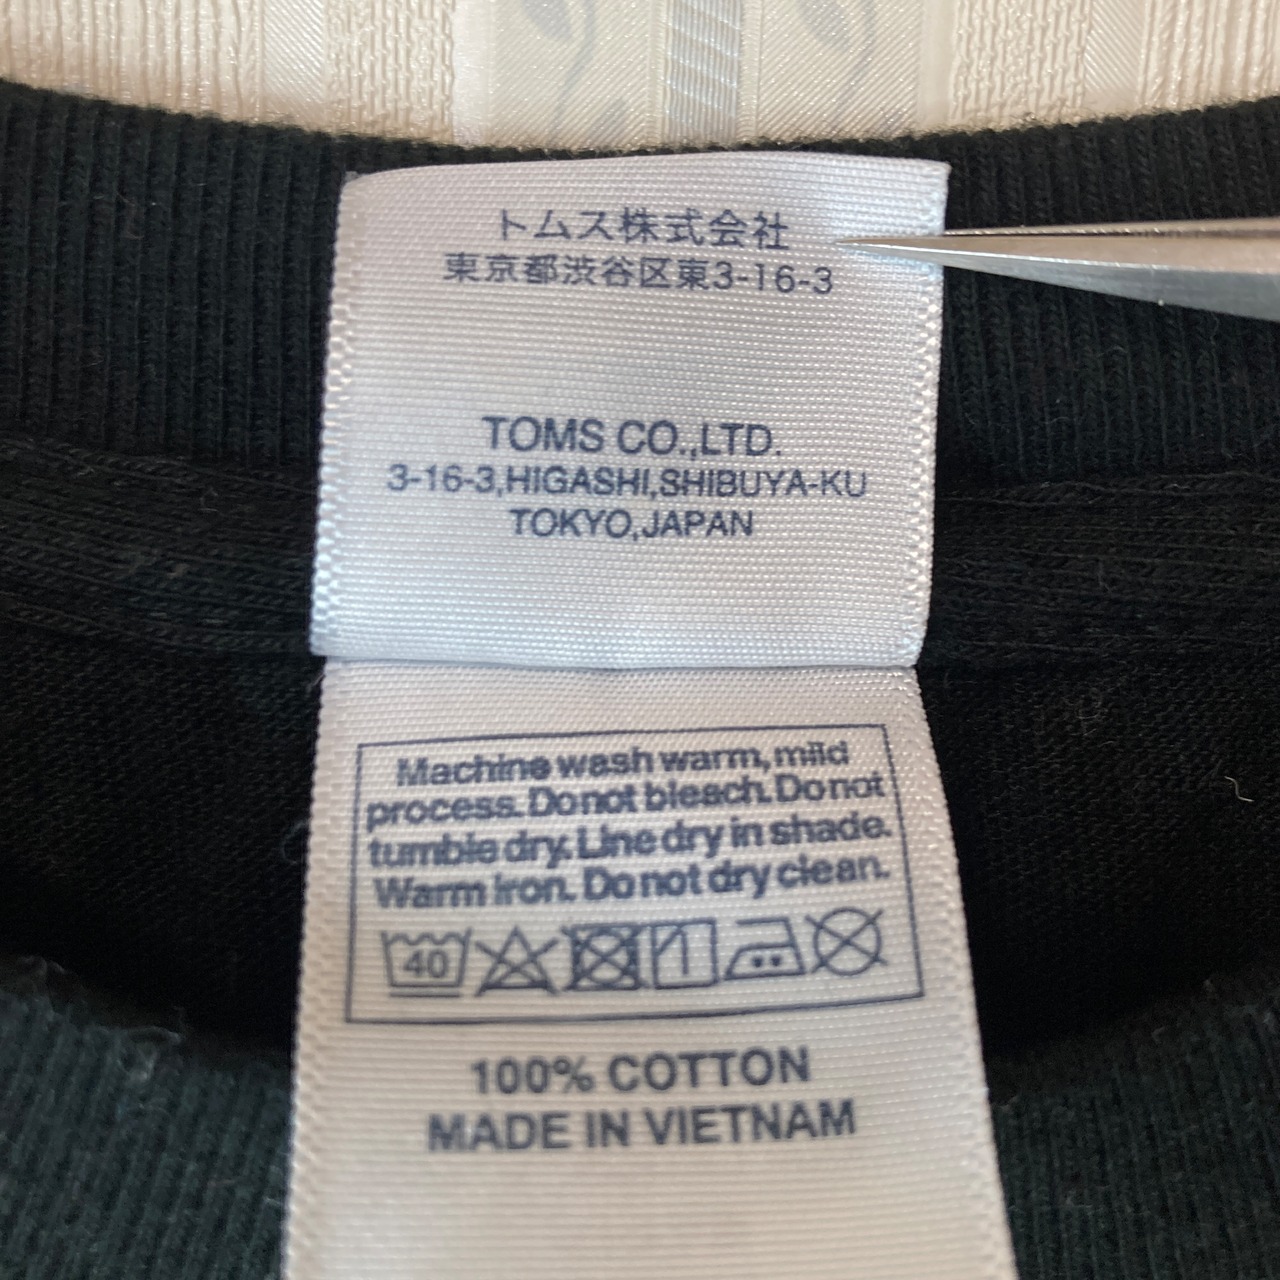 トムス株式会社
東京都渋谷区東3-16-3
TOMS CO.,LTD.
3-16-3,HIGASHI,SHIBUYA-KU
TOKYO,JAPAN
Machine wash warm, mild
process. Do not bleach. Do not
tumble dry. Line dry in shade.
Warm iron. Do not dry clean.
40
100% COTTON
MADE IN VIETNAM